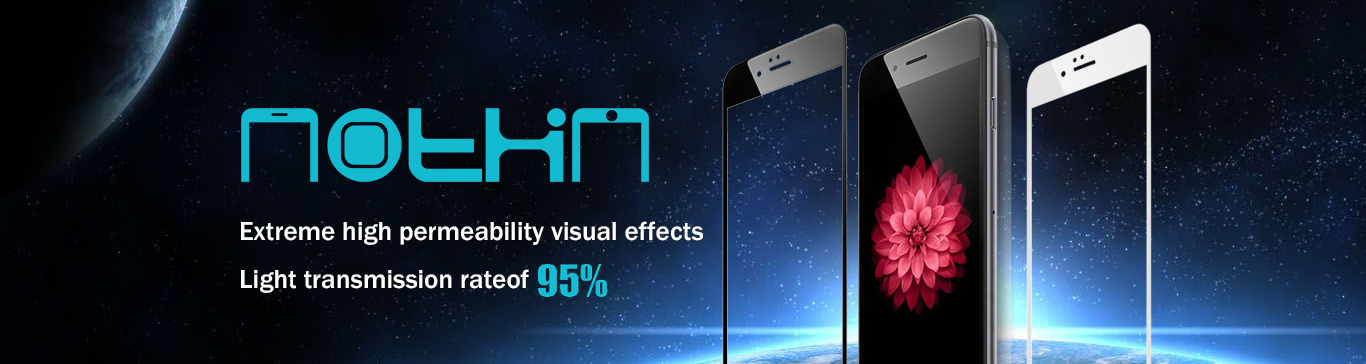 nothin
Extreme high permeability visual effects
Light transmission rateof 95%